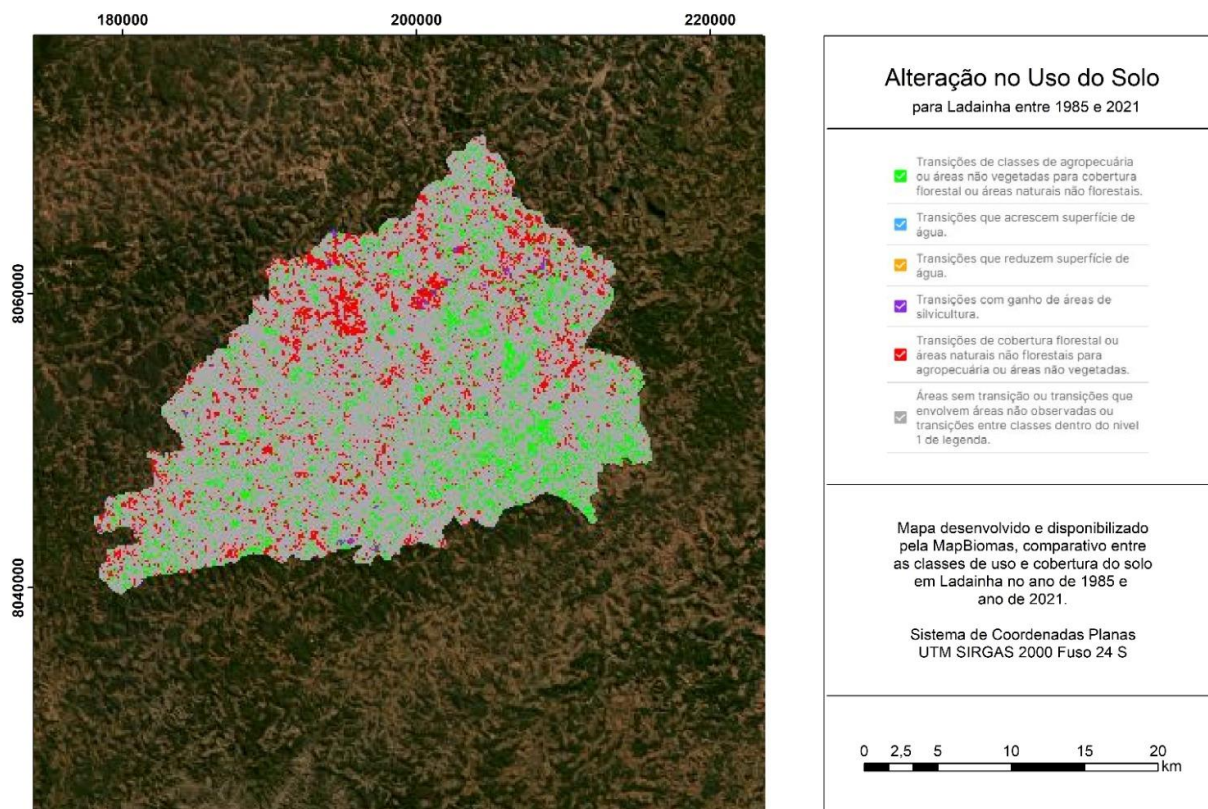 180000
200000
220000
8060000
8040000
Alteração no Uso do Solo
para Ladainha entre 1985 e 2021
Transições de classes de agropecuária
ou áreas não vegetadas para cobertura
florestal ou áreas naturais não florestais.
Transições que acrescem superfície de
água.
Transições que reduzem superfície de
água.
Transições com ganho de áreas de
silvicultura.
Transições de cobertura florestal ou
áreas naturais não florestais para
agropecuária ou áreas não vegetadas.
Áreas sem transição ou transições que
envolvem áreas não observadas ou
transições entre classes dentro do nível
1 de legenda.
Mapa desenvolvido e disponibilizado
pela MapBiomas, comparativo entre
as classes de uso e cobertura do solo
em Ladainha no ano de 1985 e
ano de 2021.
Sistema de Coordenadas Planas
UTM SIRGAS 2000 Fuso 24 S
0 2,5 5 10 15 20
km